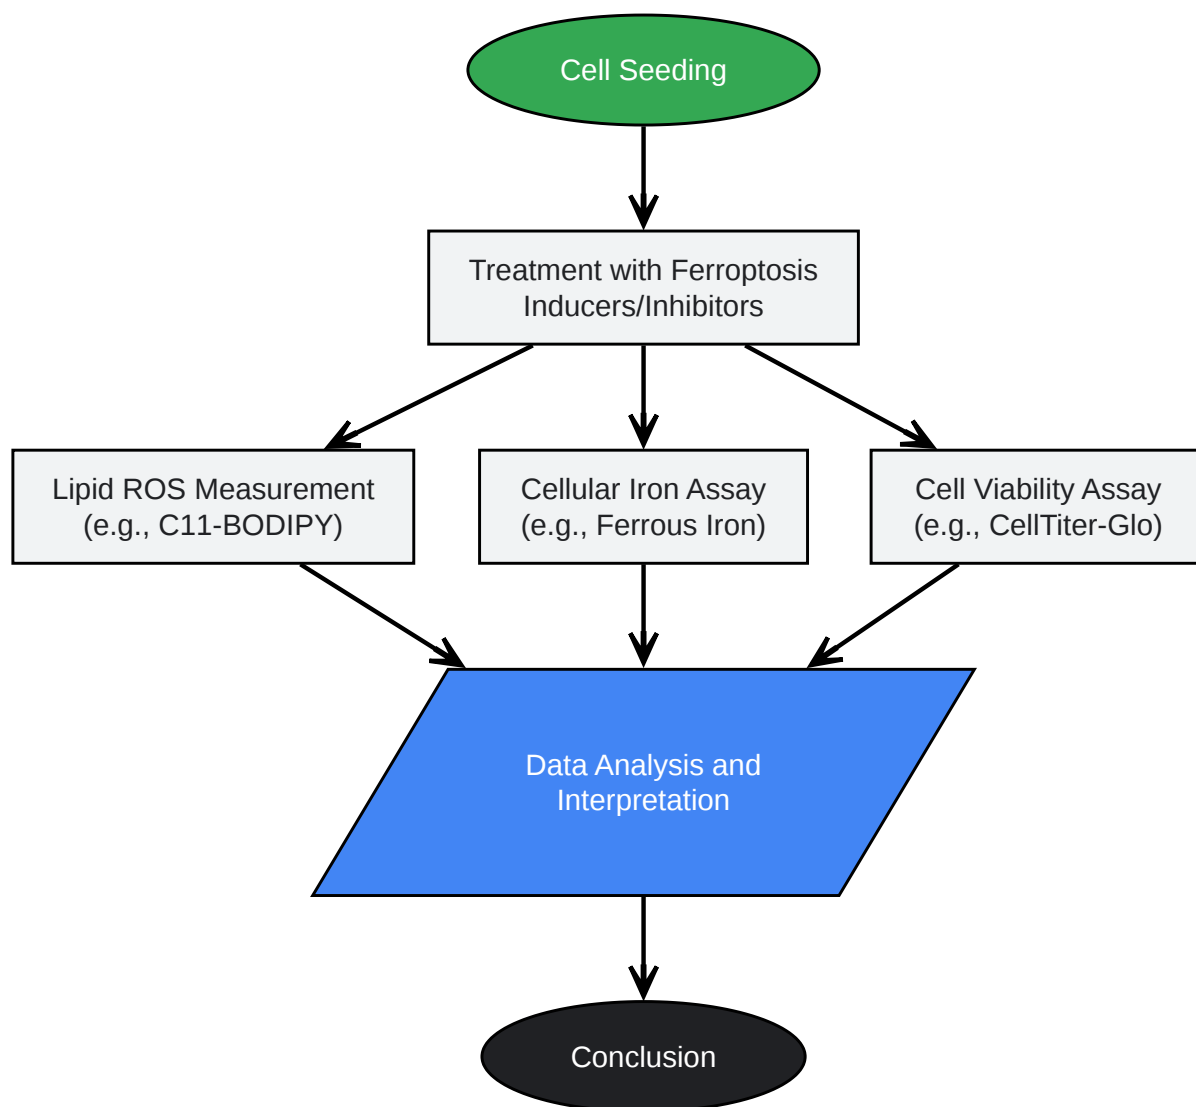 Cell Seeding
Treatment with Ferroptosis
Inducers/Inhibitors
Lipid ROS Measurement
(e.g., C11-BODIPY)
Cellular Iron Assay
(e.g., Ferrous Iron)
Cell Viability Assay
(e.g., CellTiter-Glo)
Data Analysis and
Interpretation
Conclusion